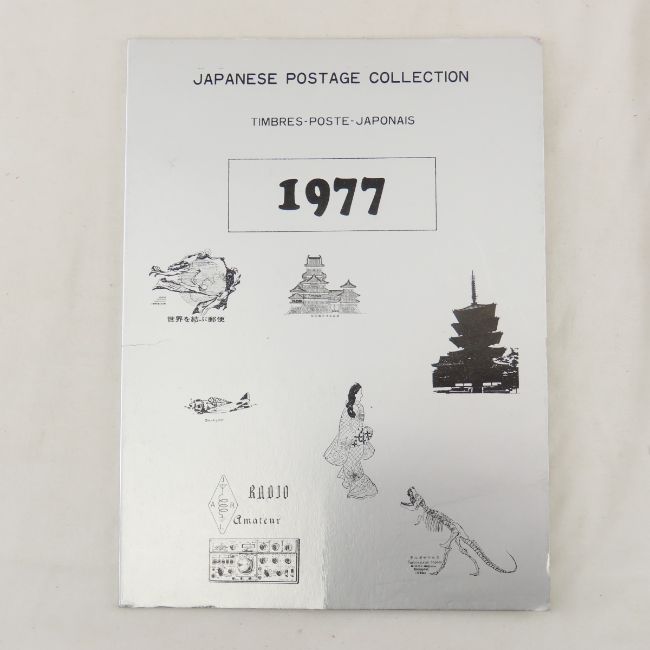 JAPANESE POSTAGE COLLECTION
TIMBRES-POSTE-JAPONAIS
1977
世界を結ぶ郵便
J
A R
L
RADIO
Amateur